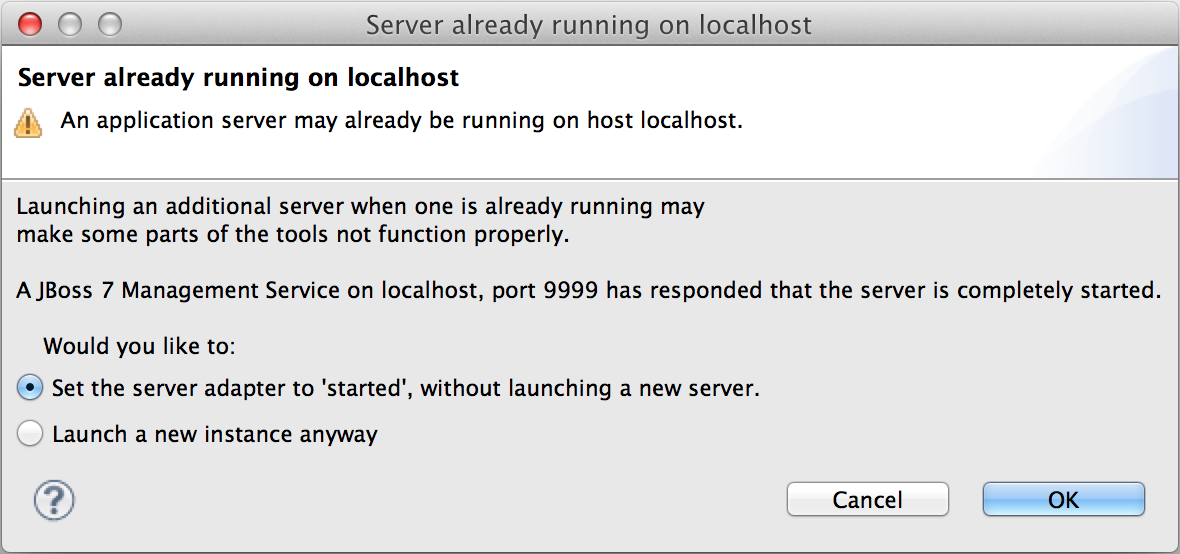 Server already running on localhost
Server already running on localhost
An application server may already be running on host localhost.
Launching an additional server when one is already running may
make some parts of the tools not function properly.
A JBoss 7 Management Service on localhost, port 9999 has responded that the server is completely started.
Would you like to:
Set the server adapter to 'started', without launching a new server.
Launch a new instance anyway
?
Cancel
OK